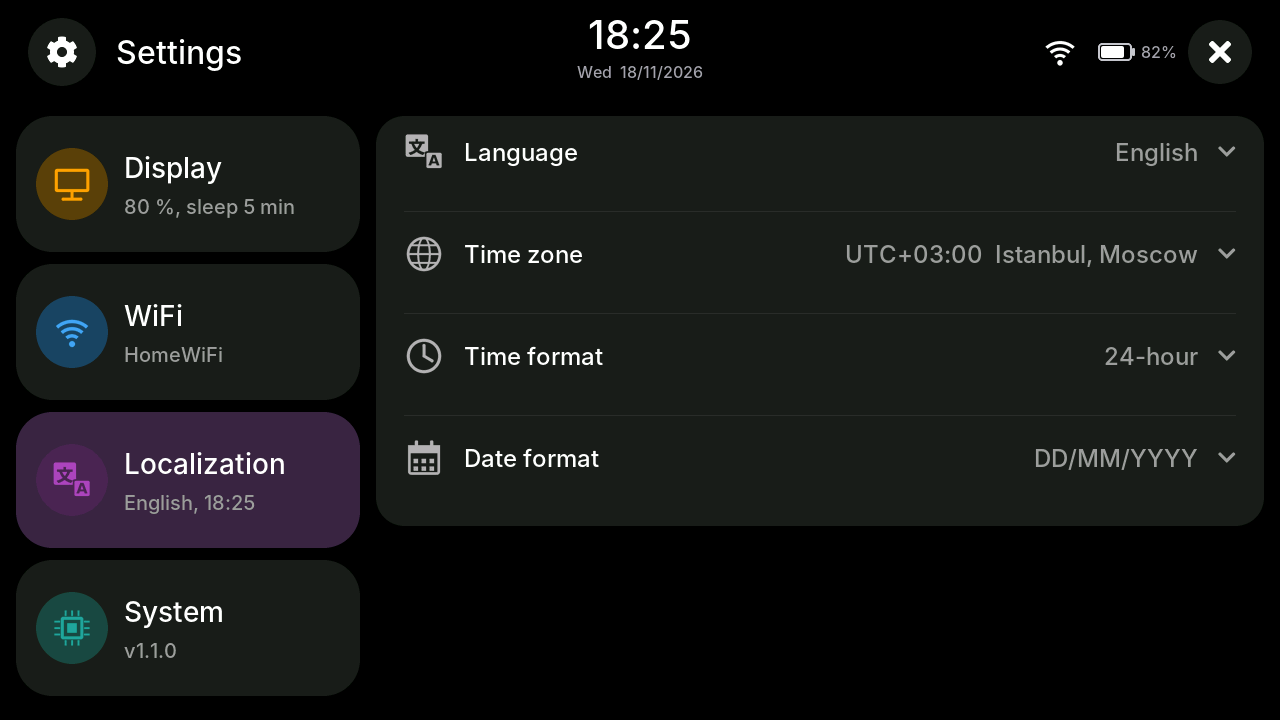 Settings
18:25
Wed 18/11/2026
82%
Display
80 %, sleep 5 min
WiFi
HomeWiFi
Localization
English, 18:25
System
v1.1.0
Language English
Time zone UTC+03:00 Istanbul, Moscow
Time format 24-hour
Date format DD/MM/YYYY